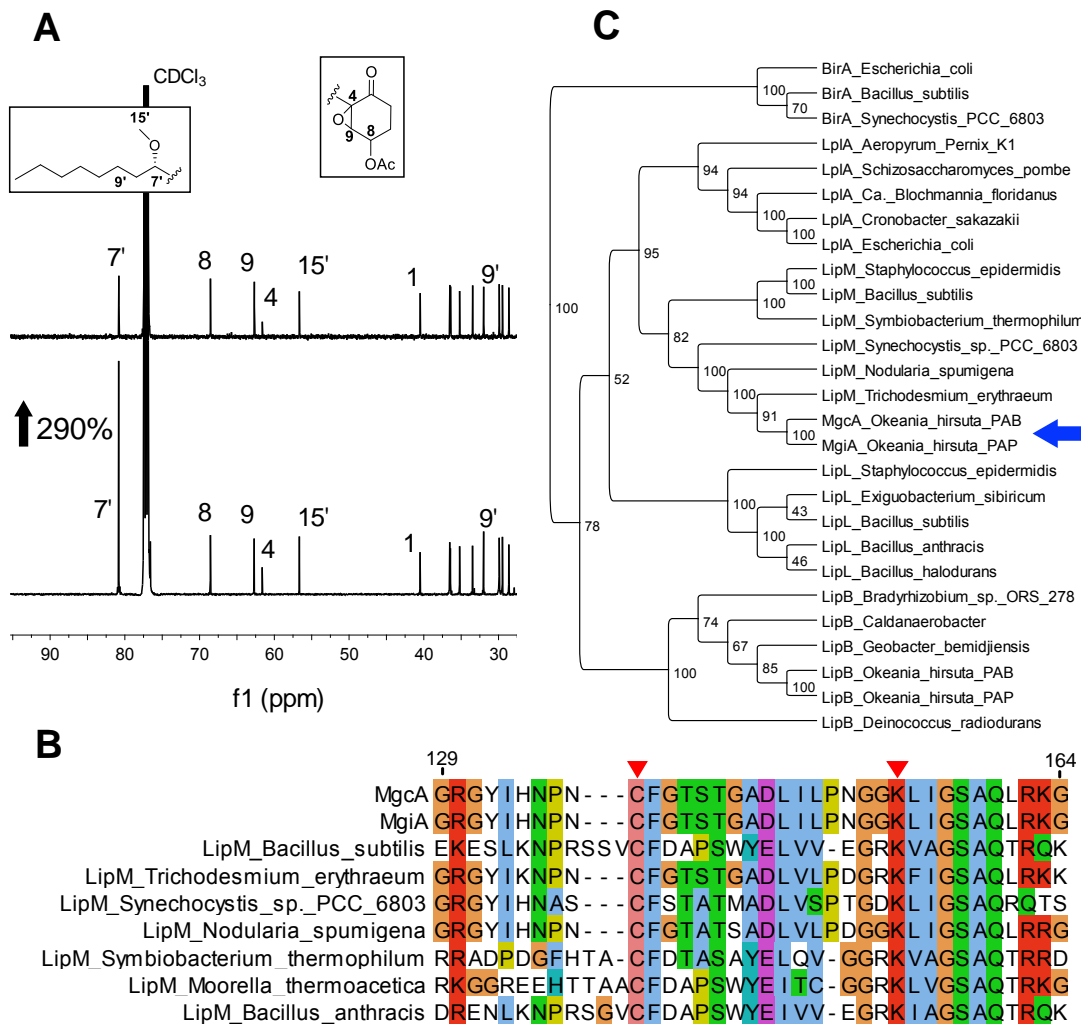 A
C
CDCl3
15'
O
9'
7'
O
4
O
9
8
OAc
7'
8
9
4
15'
1
9'
290%
7'
8
9
4
15'
1
9'
90 80 70 60 50 40 30
f1 (ppm)
BirA_Escherichia_coli
BirA_Bacillus_subtilis
BirA_Synechocystis_PCC_6803
LplA_Aeropyrum_Pernix_K1
LplA_Schizosaccharomyces_pombe
LplA_Ca._Blochmannia_floridanus
LplA_Cronobacter_sakazakii
LplA_Escherichia_coli
LipM_Staphylococcus_epidermidis
LipM_Bacillus_subtilis
LipM_Symbiobacterium_thermophilum
LipM_Synechocystis_sp._PCC_6803
LipM_Nodularia_spumigena
LipM_Trichodesmium_erythraeum
MgcA_Okeania_hirsuta_PAB
MgiA_Okeania_hirsuta_PAP
LipL_Staphylococcus_epidermidis
LipL_Exiguobacterium_sibiricum
LipL_Bacillus_subtilis
LipL_Bacillus_anthracis
LipL_Bacillus_halodurans
LipB_Bradyrhizobium_sp._ORS_278
LipB_Caldanaerobacter
LipB_Geobacter_bemidjiensis
LipB_Okeania_hirsuta_PAB
LipB_Okeania_hirsuta_PAP
LipB_Deinococcus_radiodurans
100
70
94
94
100
100
95
100
100
82
100
100
91
100
100
52
100
43
100
46
78
74
67
85
100
100
B
129 164
MgcA GRGYIHNPN---CFGTSTGADLILPNGGKLIGSAQLRKG
MgiA GRGYIHNPN---CFGTSTGADLILPNGGKLIGSAQLRKG
LipM_Bacillus_subtilis EKESLKNPRSSVCFDAPSWYELVV-EGRKVAGSAQTRQK
LipM_Trichodesmium_erythraeum GRGYIKNPN---CFGTSTGADLVLPDGRKFIGSAQLRKK
LipM_Synechocystis_sp._PCC_6803 GRGYIHNAS---CFSTATMADLVSPTGDKLIGSAQRQTS
LipM_Nodularia_spumigena GRGYIHNPN---CFGTATSADLVLPDGGKLIGSAQLRRG
LipM_Symbiobacterium_thermophilum RRADPDGFHTA-CFDTASAYELQV-GGRKVAGSAQTRRD
LipM_Moorella_thermoacetica RKGGREEHTTAACFDAPSWYEITC-GGRKLVGSAQTRKG
LipM_Bacillus_anthracis DRENLKNPRSGVCFDAPSWYEIVV-EGRKIVGSAQTRQK